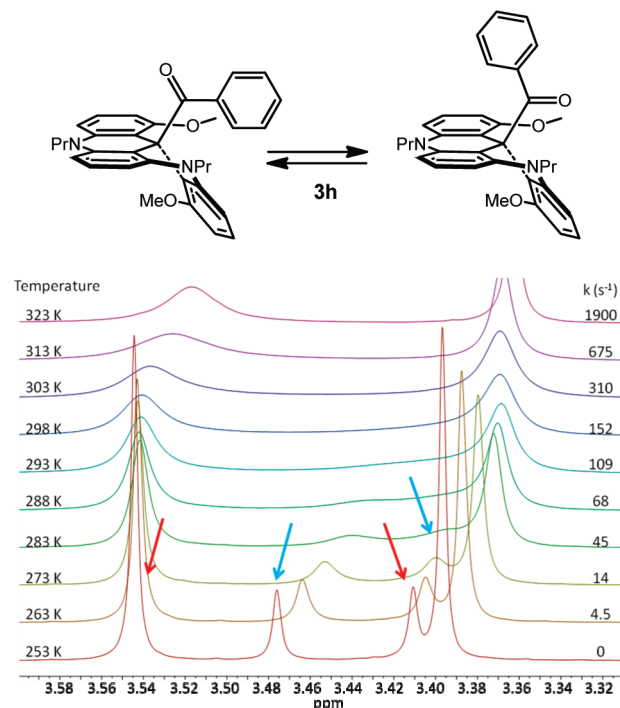 O
O
O
O
PrN
PrN
NPr
NPr
MeO
MeO
3h
Temperature
k (s⁻¹)
323 K
1900
313 K
675
303 K
310
298 K
152
293 K
109
288 K
68
283 K
45
273 K
14
263 K
4.5
253 K
0
3.58 3.56 3.54 3.52 3.50 3.48 3.46 3.44 3.42 3.40 3.38 3.36 3.34 3.32
ppm